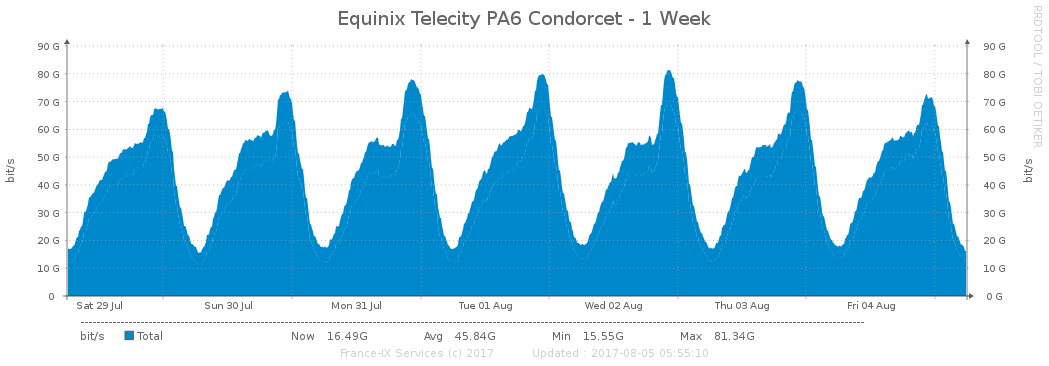 Equinix Telecity PA6 Condorcet - 1 Week
RRDTOOL / TOBI OETIKER
90 G 90 G
80 G 80 G
70 G 70 G
60 G 60 G
50 G 50 G
40 G 40 G
30 G 30 G
20 G 20 G
10 G 10 G
0 0 G
bit/s bit/s
Sat 29 Jul Sun 30 Jul Mon 31 Jul Tue 01 Aug Wed 02 Aug Thu 03 Aug Fri 04 Aug
bit/s Total Now 16.49G Avg 45.84G Min 15.55G Max 81.34G
France-IX Services (c) 2017 Updated : 2017-08-05 05:55:10